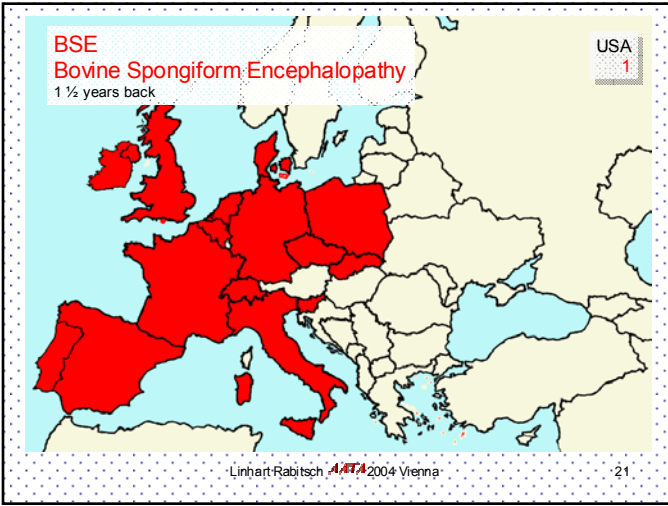 BSE
Bovine Spongiform Encephalopathy
1 ½ years back
USA
1
Linhart Rabitsch 2004 Vienna
21